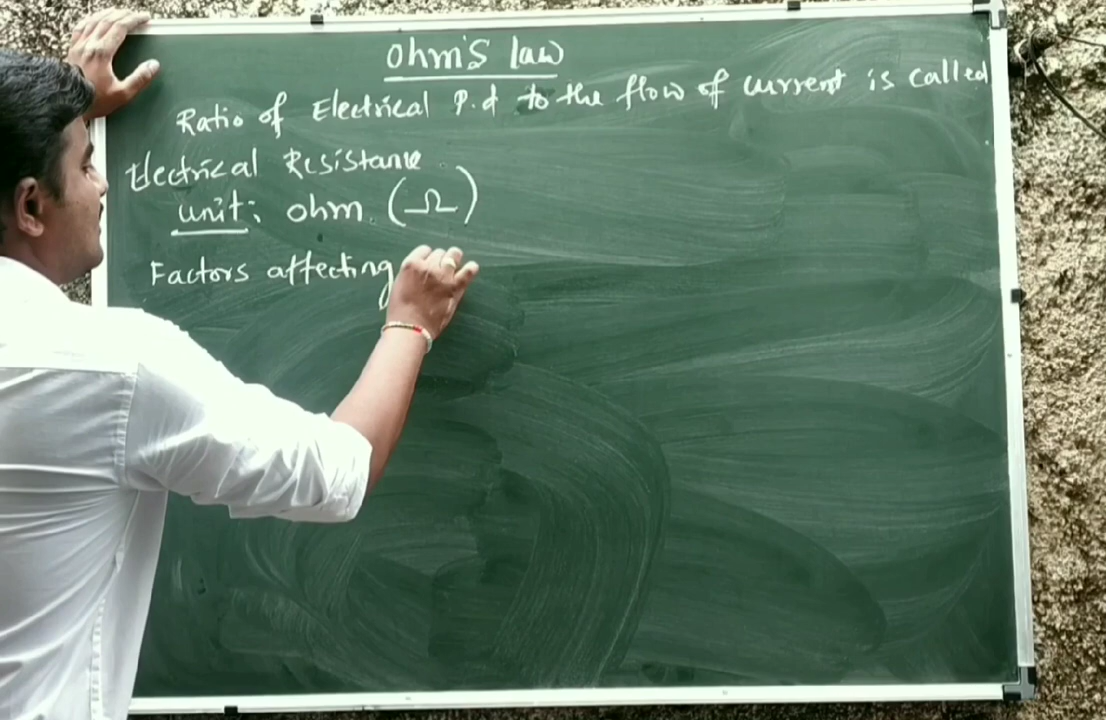 Ohm's law
Ratio of Electrical P.d to the flow of current is called
Electrical Resistance.
unit: ohm. (Ω)
Factors affecting